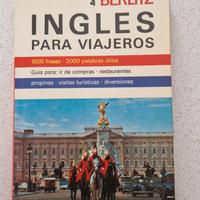 BERLITZ
INGLES
PARA VIAJEROS
1500 frases · 2000 palabras útiles
Guía para: ir de compras · restaurantes
propinas · visitas turísticas · diversiones